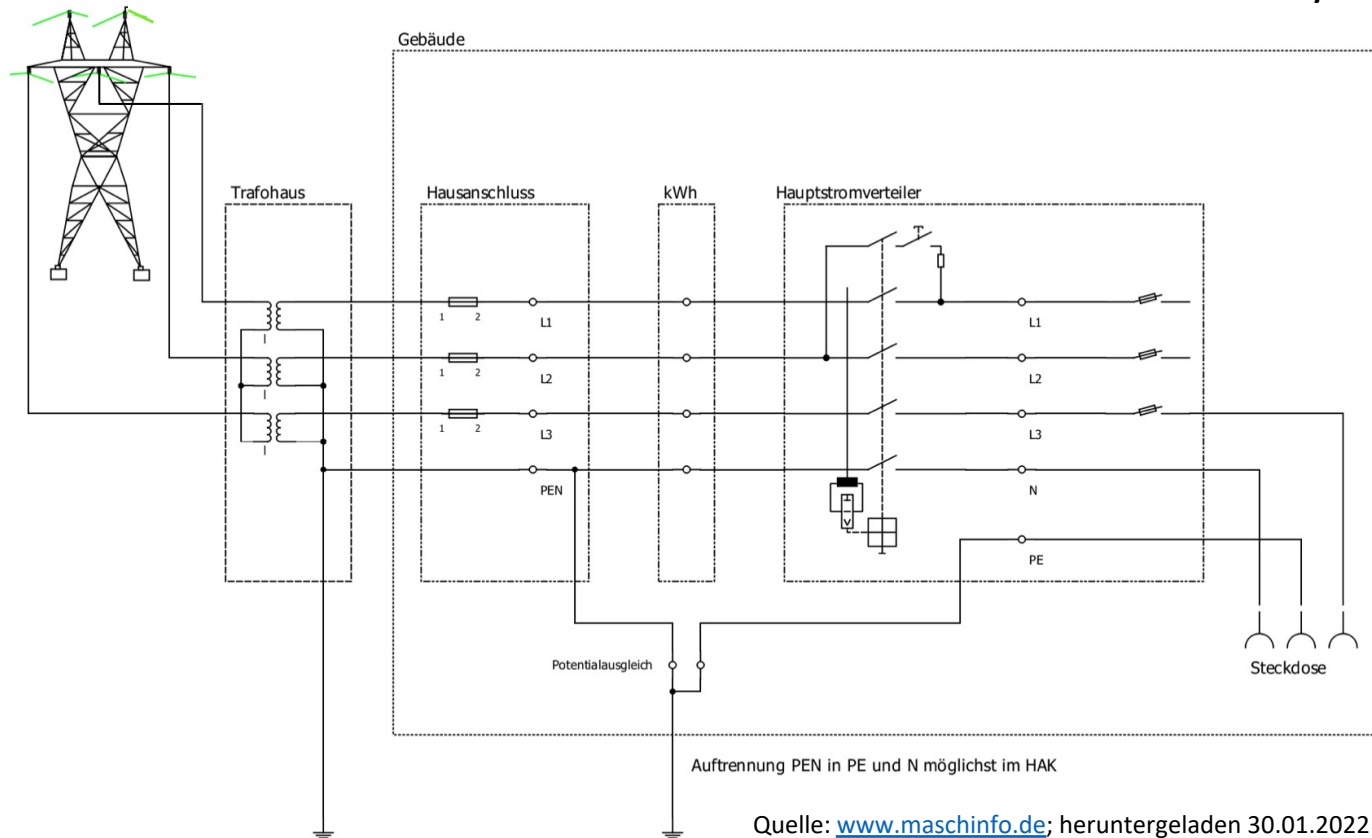 Gebäude
Trafohaus
Hausanschluss
kWh
Hauptstromverteiler
1 2
L1
L1
1 2
L2
L2
1 2
L3
L3
PEN
N
PE
Potentialausgleich
Steckdose
Auftrennung PEN in PE und N möglichst im HAK
Quelle: www.maschinfo.de; heruntergeladen 30.01.2022